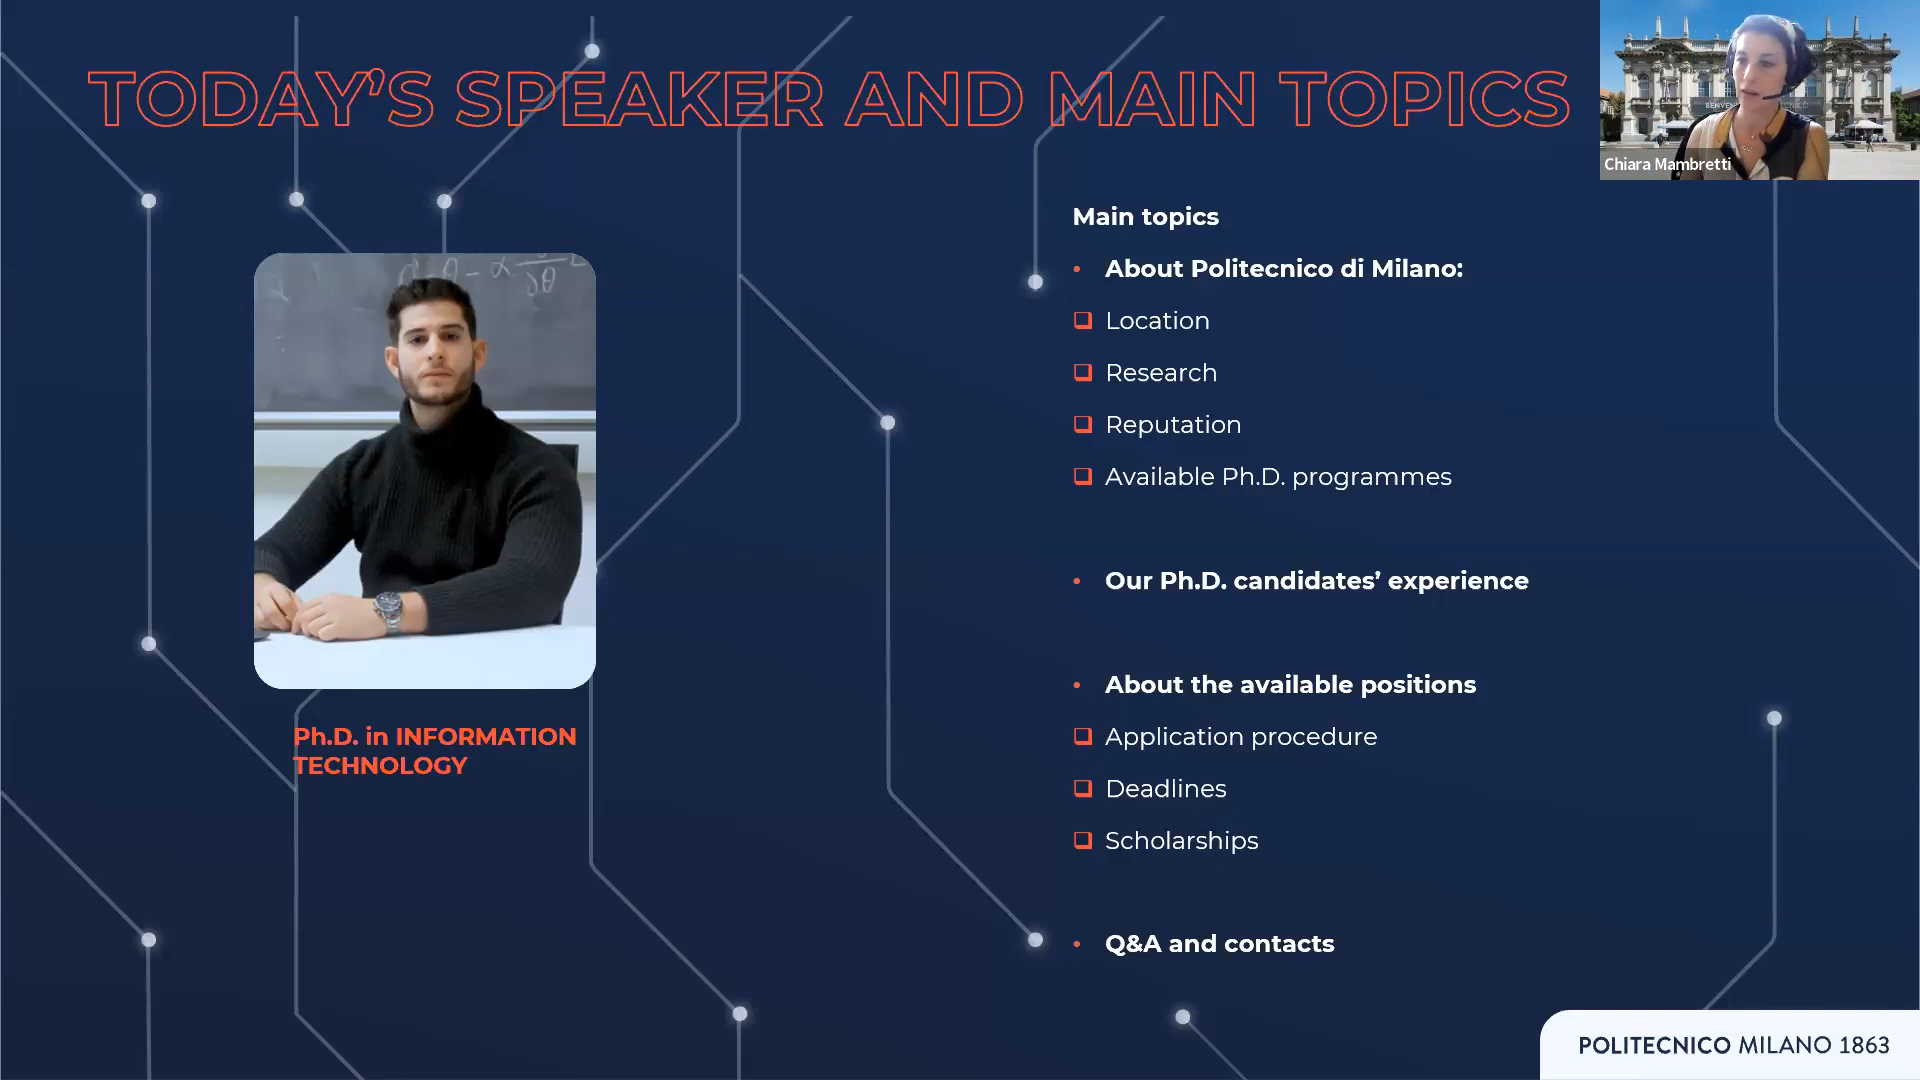 TODAY’S SPEAKER AND MAIN TOPICS
Chiara Mambretti
Main topics
• About Politecnico di Milano:
❑ Location
❑ Research
❑ Reputation
❑ Available Ph.D. programmes
• Our Ph.D. candidates’ experience
• About the available positions
❑ Application procedure
❑ Deadlines
❑ Scholarships
• Q&A and contacts
Ph.D. in INFORMATION
TECHNOLOGY
POLITECNICO MILANO 1863